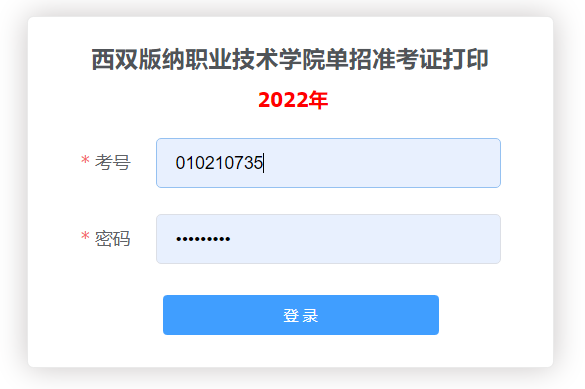 西双版纳职业技术学院单招准考证打印
2022年
* 考号 010210735
* 密码 •••••••••
登录